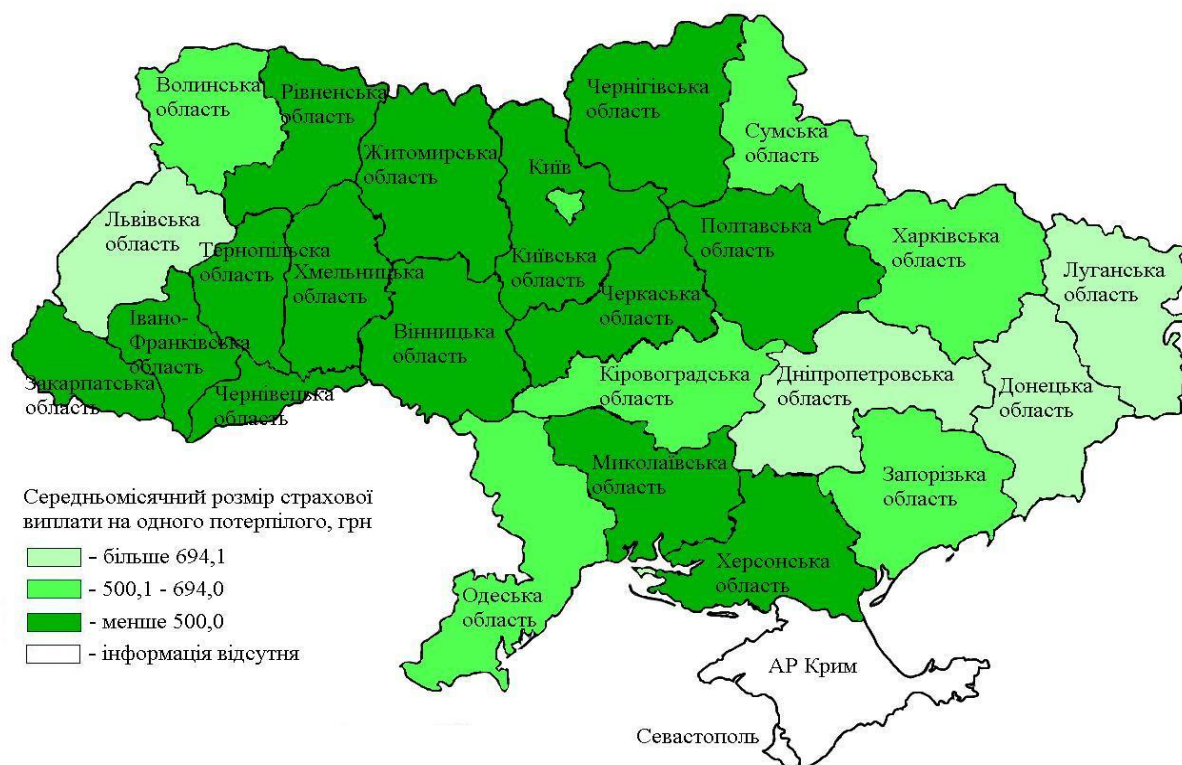 Волинська
область
Рівненська
область
Житомирська
область
Київ
Чернігівська
область
Сумська
область
Львівська
область
Тернопільска
область
Хмельницька
область
Київська
область
Черкаська
область
Полтавська
область
Харківська
область
Луганська
область
Івано-
Франківська
область
Закарпатська
область
Чернівецька
область
Вінницька
область
Кіровоградська
область
Дніпропетровська
область
Донецька
область
Миколаївська
область
Запорізька
область
Херсонська
область
Одеська
область
АР Крим
Севастополь
Середньомісячний розмір страхової
виплати на одного потерпілого, грн
- більше 694,1
- 500,1 - 694,0
- менше 500,0
- інформація відсутня